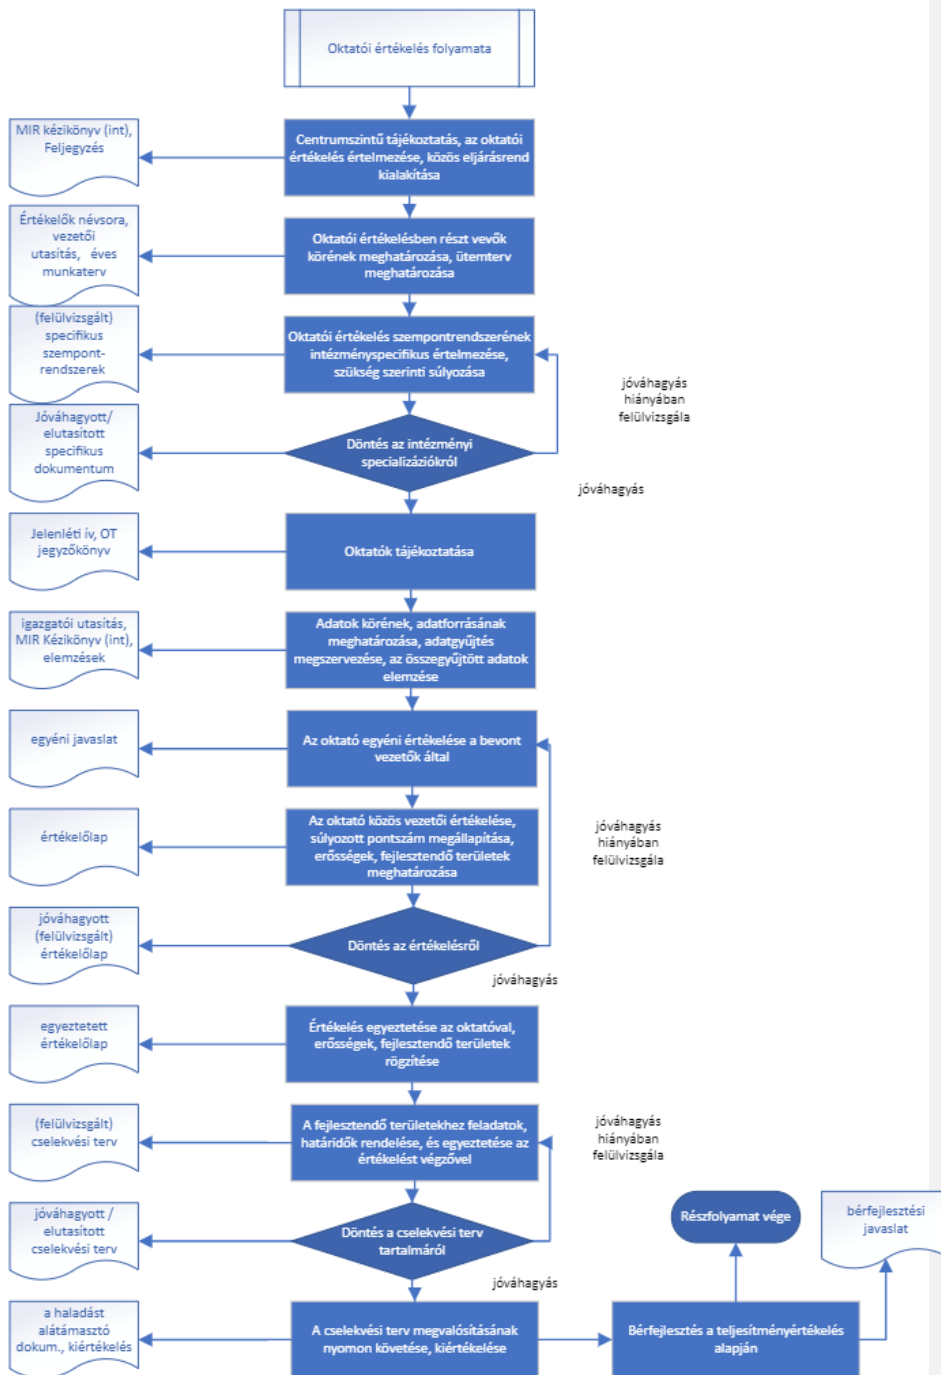 Oktatói értékelés folyamata
MIR kézikönyv (int),
Feljegyzés
Centrumszintű tájékoztatás, az oktatói
értékelés értelmezése, közös eljárásrend
kialakítása
Értékelők névsora,
vezetői
utasítás, éves
munkaterv
Oktatói értékelésben részt vevők
körének meghatározása, ütemterv
meghatározása
(felülvizsgált)
specifikus
szempont-
rendszerek
Oktatói értékelés szempontrendszerének
intézményspecifikus értelmezése,
szükség szerinti súlyozása
jóváhagyás
hiányában
felülvizsgála
Jóváhagyott/
elutasított
specifikus
dokumentum
Döntés az intézményi
specializációkról
jóváhagyás
Jelenléti ív, OT
jegyzőkönyv
Oktatók tájékoztatása
igazgatói utasítás,
MIR Kézikönyv (int),
elemzések
Adatok körének, adatforrásának
meghatározása, adatgyűjtés
megszervezése, az összegyűjtött adatok
elemzése
egyéni javaslat
Az oktató egyéni értékelése a bevont
vezetők által
értékelőlap
Az oktató közös vezetői értékelése,
súlyozott pontszám megállapítása,
erősségek, fejlesztendő területek
meghatározása
jóváhagyás
hiányában
felülvizsgála
jóváhagyott
(felülvizsgált)
értékelőlap
Döntés az értékelésről
jóváhagyás
egyeztetett
értékelőlap
Értékelés egyeztetése az oktatóval,
erősségek, fejlesztendő területek
rögzítése
(felülvizsgált)
cselekvési terv
A fejlesztendő területekhez feladatok,
határidők rendelése, és egyeztetése az
értékelést végzővel
jóváhagyás
hiányában
felülvizsgála
jóváhagyott /
elutasított
cselekvési terv
Döntés a cselekvési terv
tartalmáról
jóváhagyás
Részfolyamat vége
bérfejlesztési
javaslat
a haladást
alátámasztó
dokum., kiértékelés
A cselekvési terv megvalósításának
nyomon követése, kiértékelése
Bérfejlesztés a teljesítményértékelés
alapján